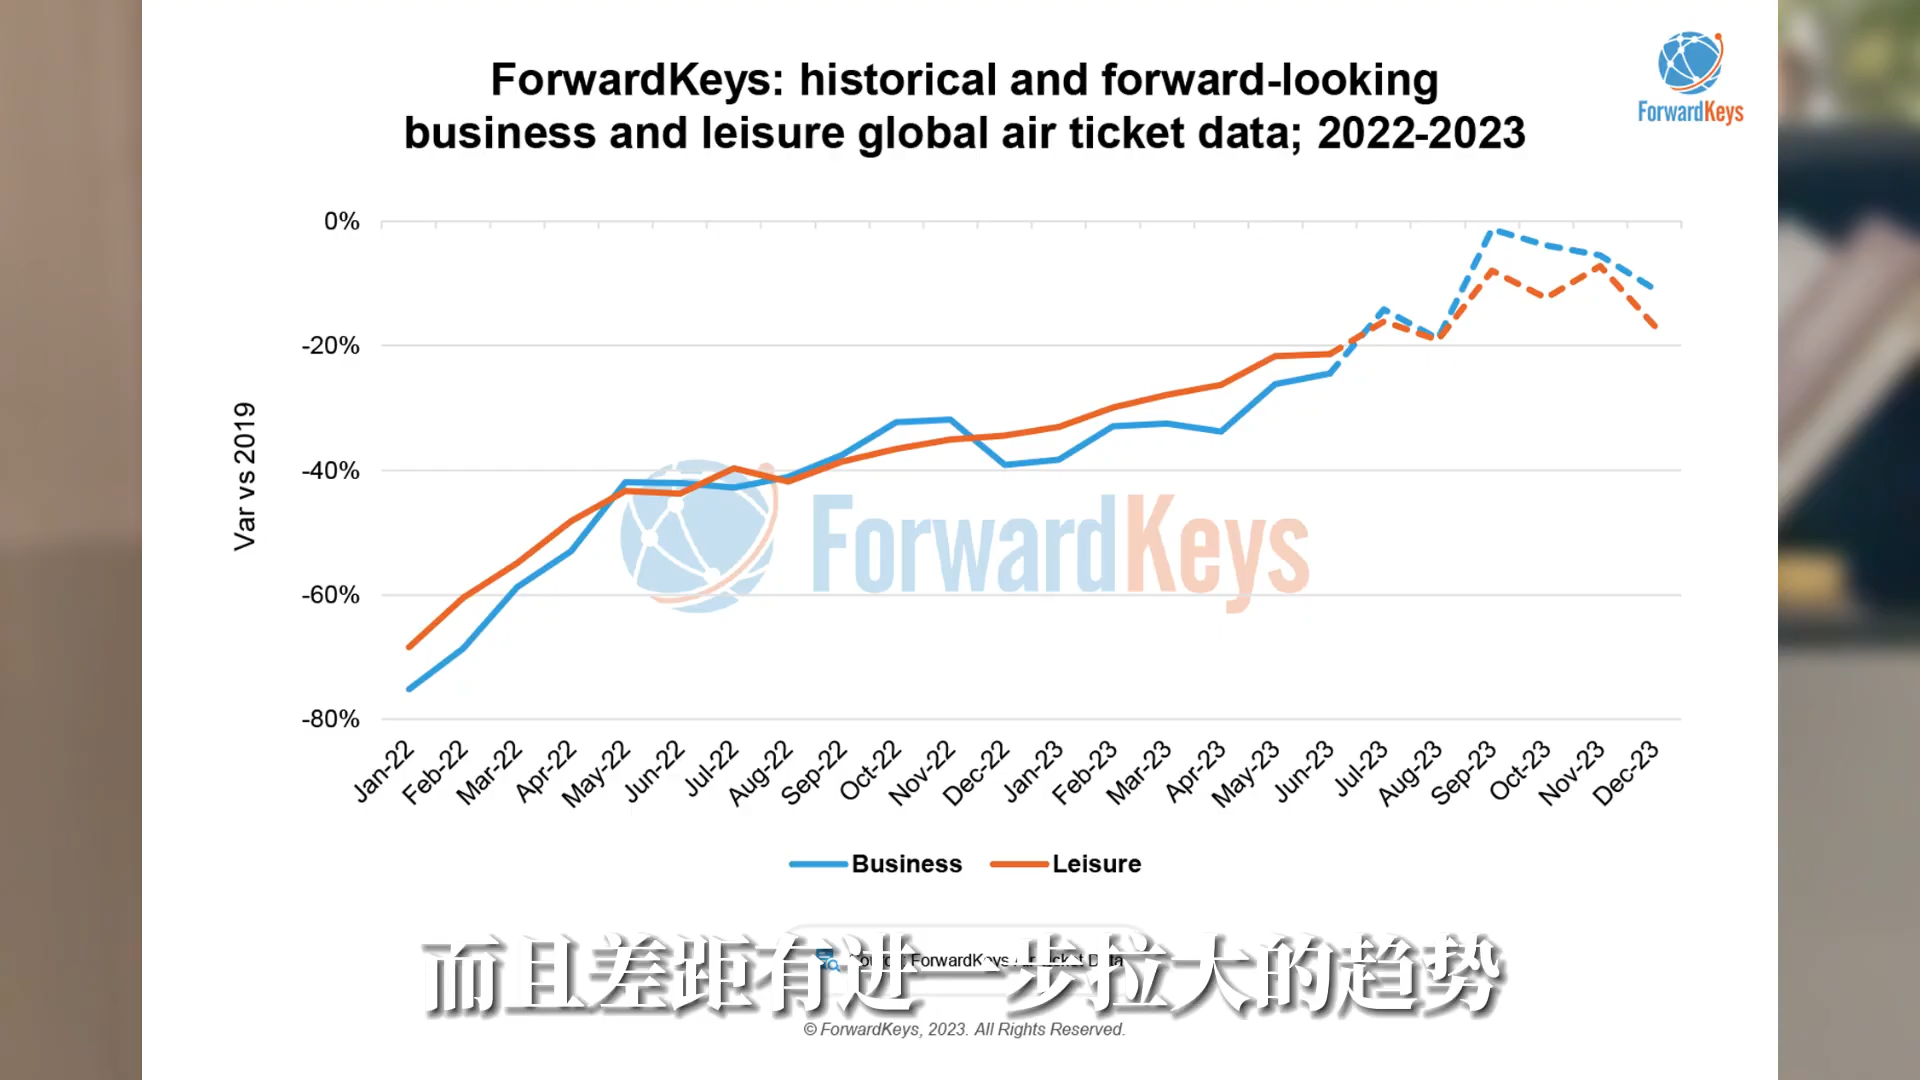 ForwardKeys: historical and forward-looking
business and leisure global air ticket data; 2022-2023
ForwardKeys
0%
-20%
-40%
-60%
-80%
Var vs 2019
ForwardKeys
Jan-22
Feb-22
Mar-22
Apr-22
May-22
Jun-22
Jul-22
Aug-22
Sep-22
Oct-22
Nov-22
Dec-22
Jan-23
Feb-23
Mar-23
Apr-23
May-23
Jun-23
Jul-23
Aug-23
Sep-23
Oct-23
Nov-23
Dec-23
Business
Leisure
ForwardKeys Data
而且差距有进一步拉大的趋势
© ForwardKeys, 2023. All Rights Reserved.